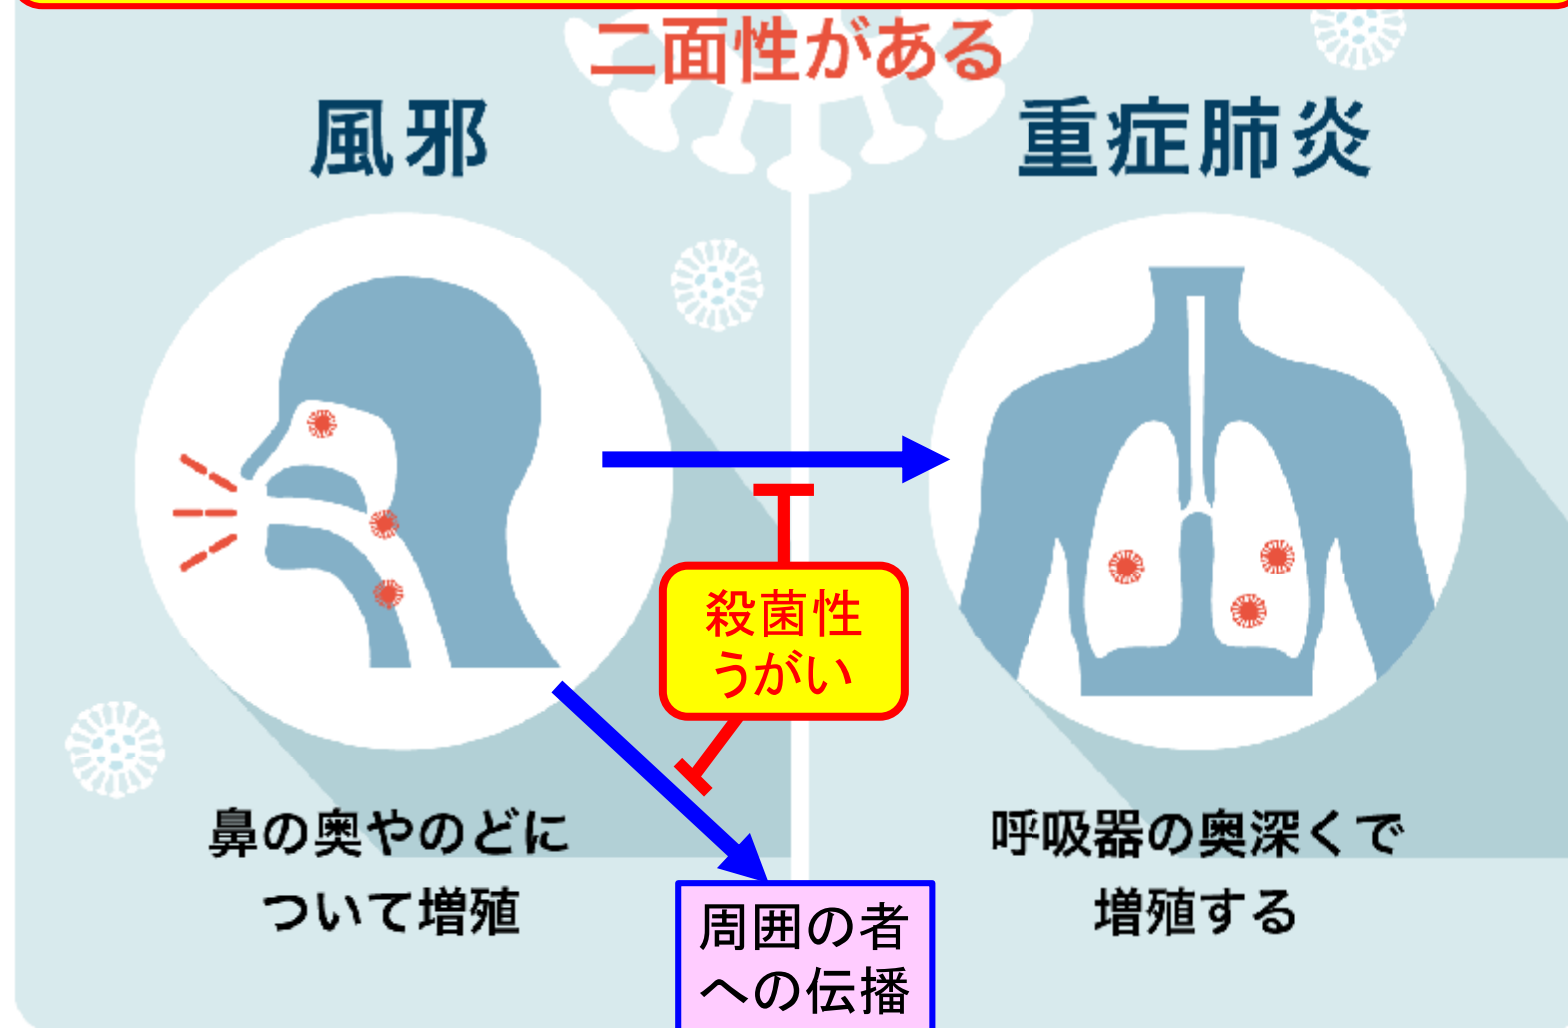 二面性がある
風邪
重症肺炎
殺菌性
うがい
鼻の奥やのどに
ついて増殖
呼吸器の奥深くで
増殖する
周囲の者
への伝播